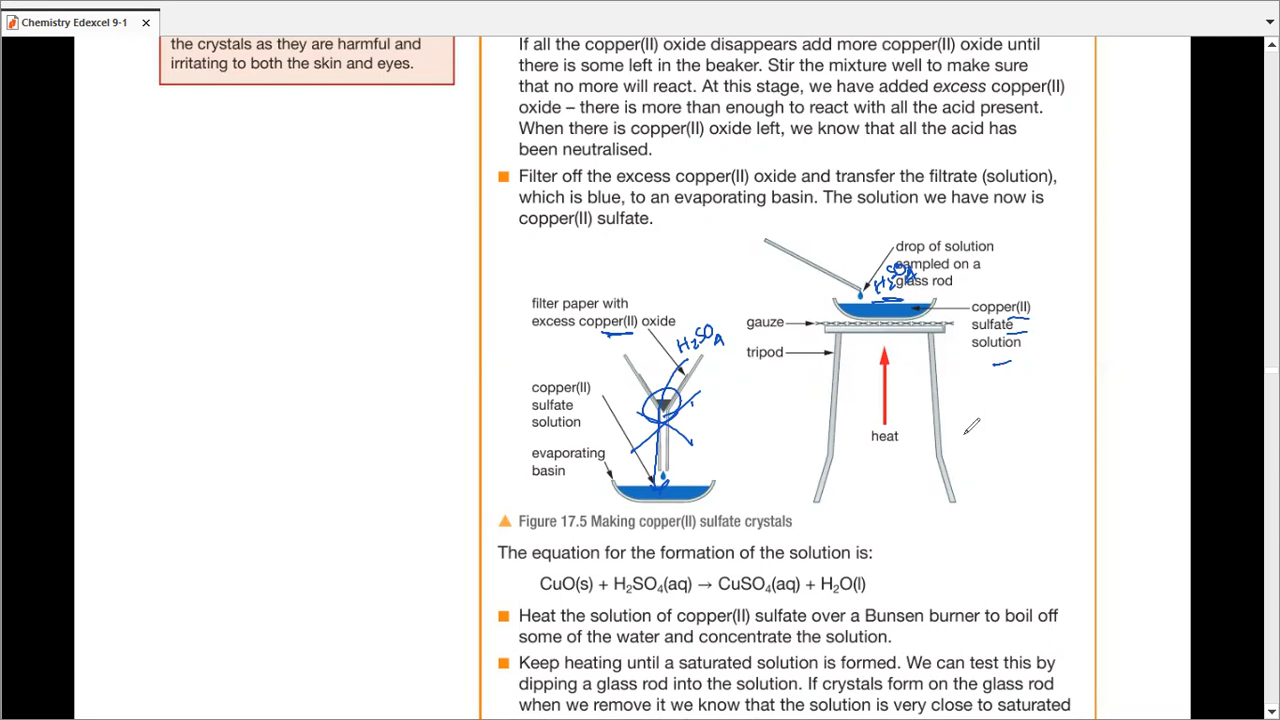 Chemistry Edexcel 9-1
the crystals as they are harmful and
irritating to both the skin and eyes.
If all the copper(II) oxide disappears add more copper(II) oxide until
there is some left in the beaker. Stir the mixture well to make sure
that no more will react. At this stage, we have added excess copper(II)
oxide – there is more than enough to react with all the acid present.
When there is copper(II) oxide left, we know that all the acid has
been neutralised.
■ Filter off the excess copper(II) oxide and transfer the filtrate (solution),
which is blue, to an evaporating basin. The solution we have now is
copper(II) sulfate.
filter paper with
excess copper(II) oxide
H₂SO₄
copper(II)
sulfate
solution
evaporating
basin
drop of solution
sampled on a
glass rod
H₂SO₄
gauze
tripod
copper(II)
sulfate
solution
heat
▲ Figure 17.5 Making copper(II) sulfate crystals
The equation for the formation of the solution is:
CuO(s) + H₂SO₄(aq) → CuSO₄(aq) + H₂O(l)
■ Heat the solution of copper(II) sulfate over a Bunsen burner to boil off
some of the water and concentrate the solution.
■ Keep heating until a saturated solution is formed. We can test this by
dipping a glass rod into the solution. If crystals form on the glass rod
when we remove it we know that the solution is very close to saturated